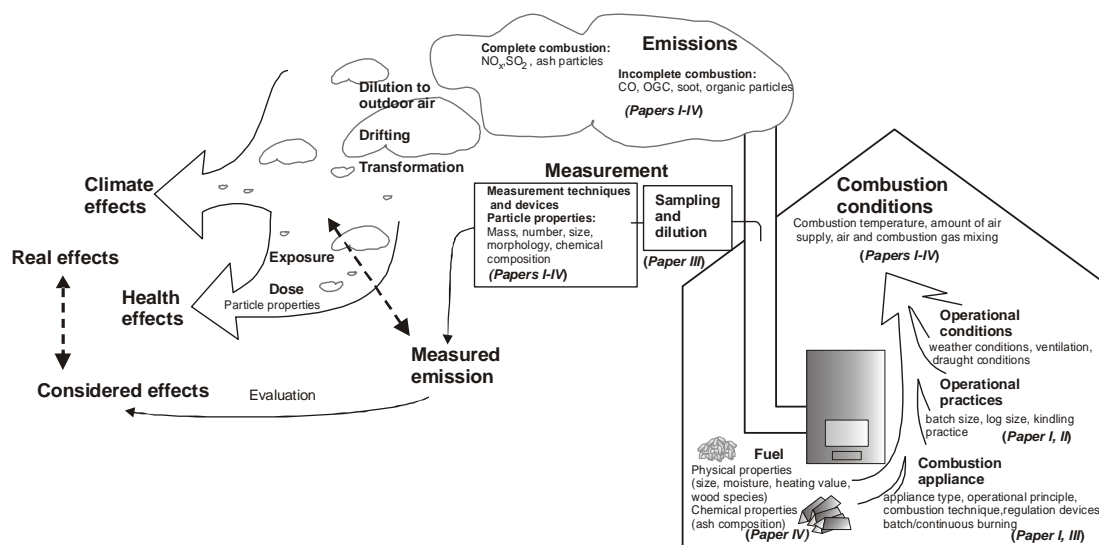 Emissions
Complete combustion:
NOx,SO2 , ash particles
Incomplete combustion:
CO, OGC, soot, organic particles
(Papers I-IV)
Dilution to
outdoor air
Drifting
Transformation
Climate
effects
Real effects
Health
effects
Exposure
Dose
Particle properties
Considered effects
Evaluation
Measured
emission
Measurement
Measurement techniques
and devices
Particle properties:
Mass, number, size,
morphology, chemical
composition
(Papers I-IV)
Sampling
and
dilution
(Paper III)
Combustion
conditions
Combustion temperature, amount of air
supply, air and combustion gas mixing
(Papers I-IV)
Operational
conditions
weather conditions, ventilation,
draught conditions
Operational
practices
batch size, log size, kindling
practice
(Paper I, II)
Fuel
Physical properties
(size, moisture, heating value,
wood species)
Chemical properties
(ash composition)
(Paper IV)
Combustion
appliance
appliance type, operational principle,
combustion technique,regulation devices
batch/continuous burning
(Paper I, III)